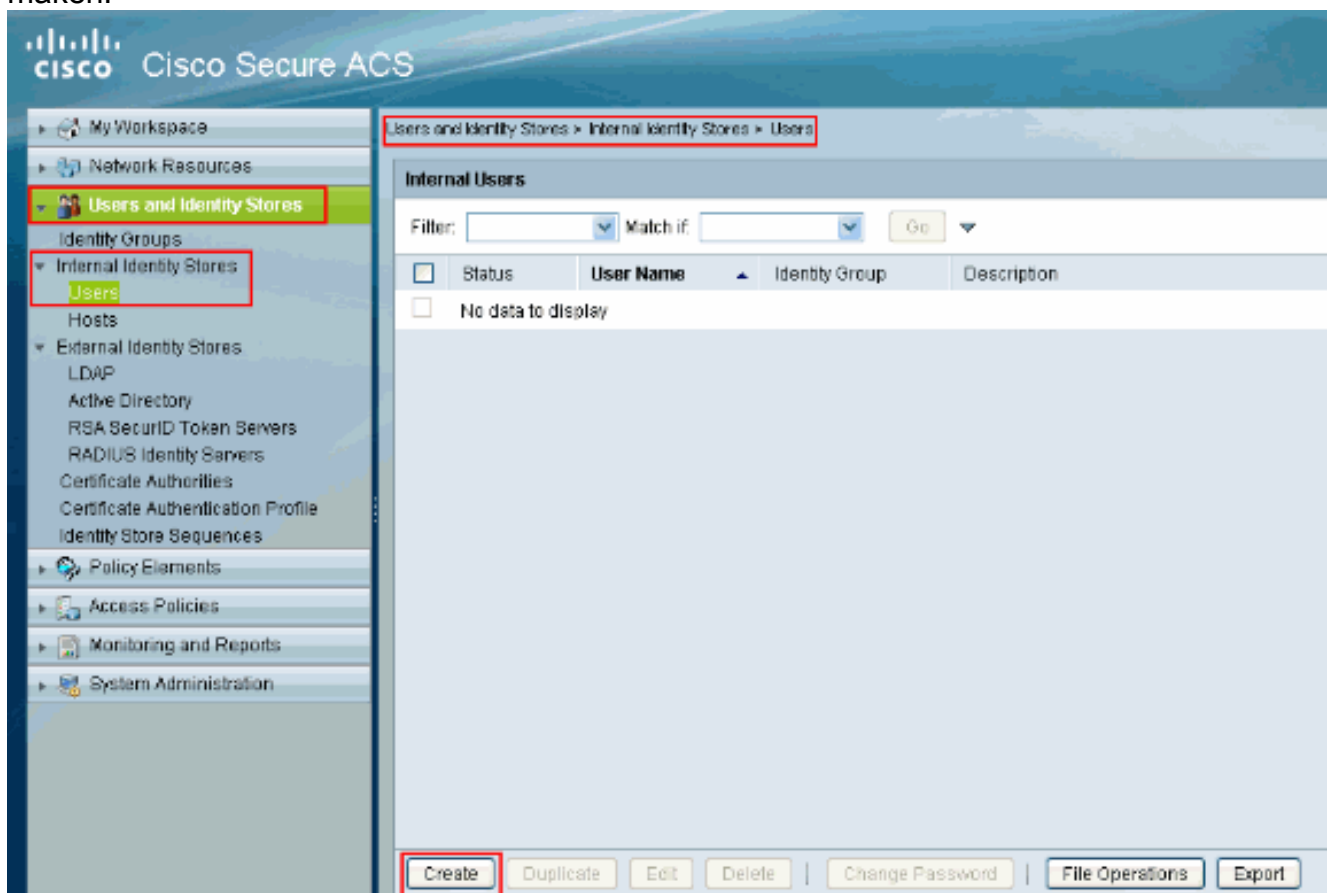 maken.
CISCO Cisco Secure ACS
My Workspace
Network Resources
Users and Identity Stores
Identity Groups
Internal Identity Stores
Users
Hosts
External Identity Stores
LDAP
Active Directory
RSA SecurID Token Servers
RADIUS Identity Servers
Certificate Authorities
Certificate Authentication Profile
Identity Store Sequences
Policy Elements
Access Policies
Monitoring and Reports
System Administration
Users and Identity Stores > Internal Identity Stores > Users
Internal Users
Filter: Match if: Go
Status User Name Identity Group Description
No data to display
Create Duplicate Edit Delete | Change Password | File Operations Export